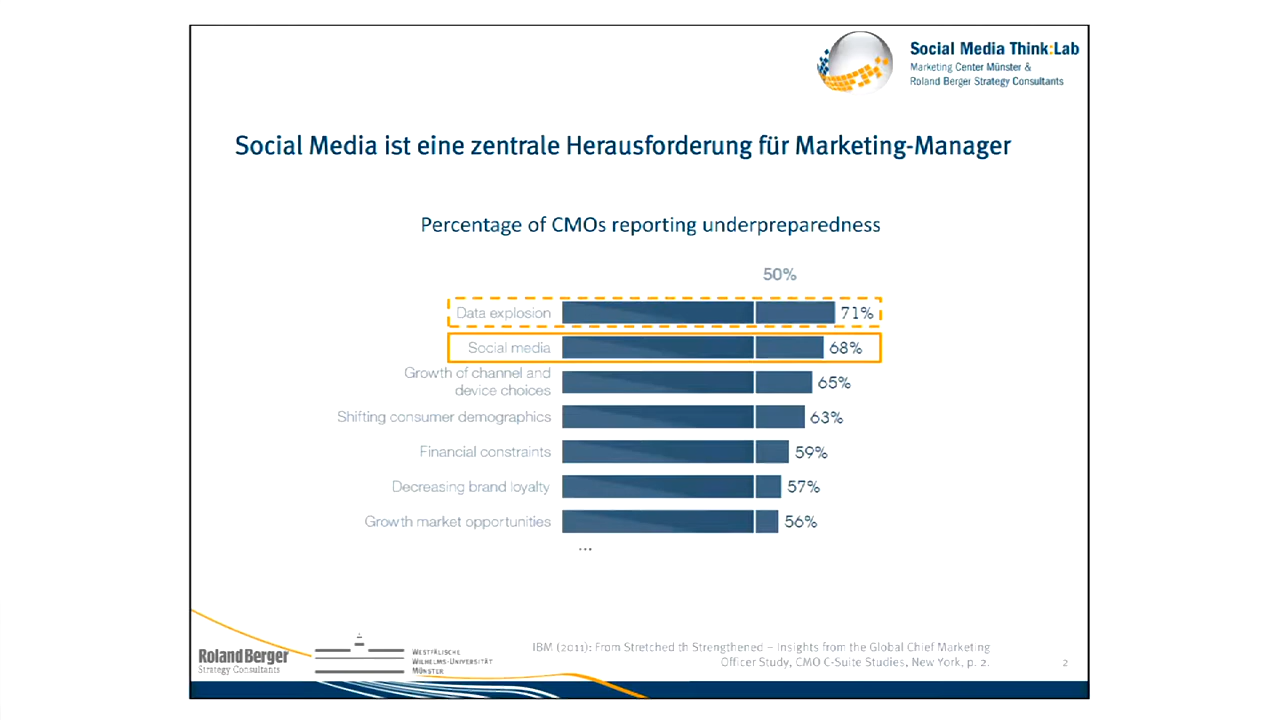 Social Media Think:Lab
Marketing Center Münster &
Roland Berger Strategy Consultants
Social Media ist eine zentrale Herausforderung für Marketing-Manager
Percentage of CMOs reporting underpreparedness
50%
Data explosion 71%
Social media 68%
Growth of channel and
device choices 65%
Shifting consumer demographics 63%
Financial constraints 59%
Decreasing brand loyalty 57%
Growth market opportunities 56%
...
Roland Berger
Strategy Consultants
Westfälische
Wilhelms-Universität
Münster
IBM (2011): From Stretched th Strengthened – Insights from the Global Chief Marketing
Officer Study, CMO C-Suite Studies, New York, p. 2.
2